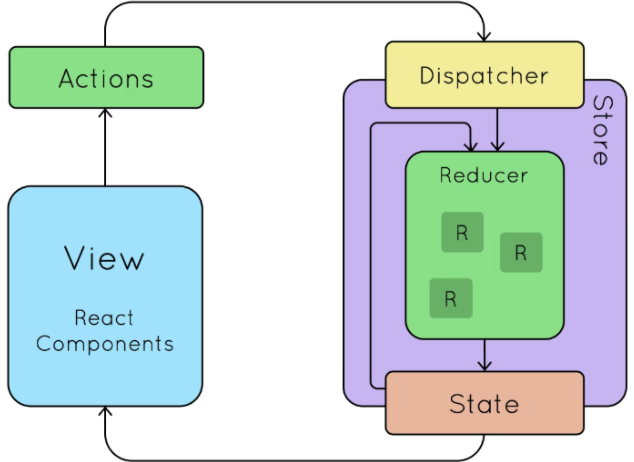 Actions
Dispatcher
Store
Reducer
R
R
R
View
React
Components
State